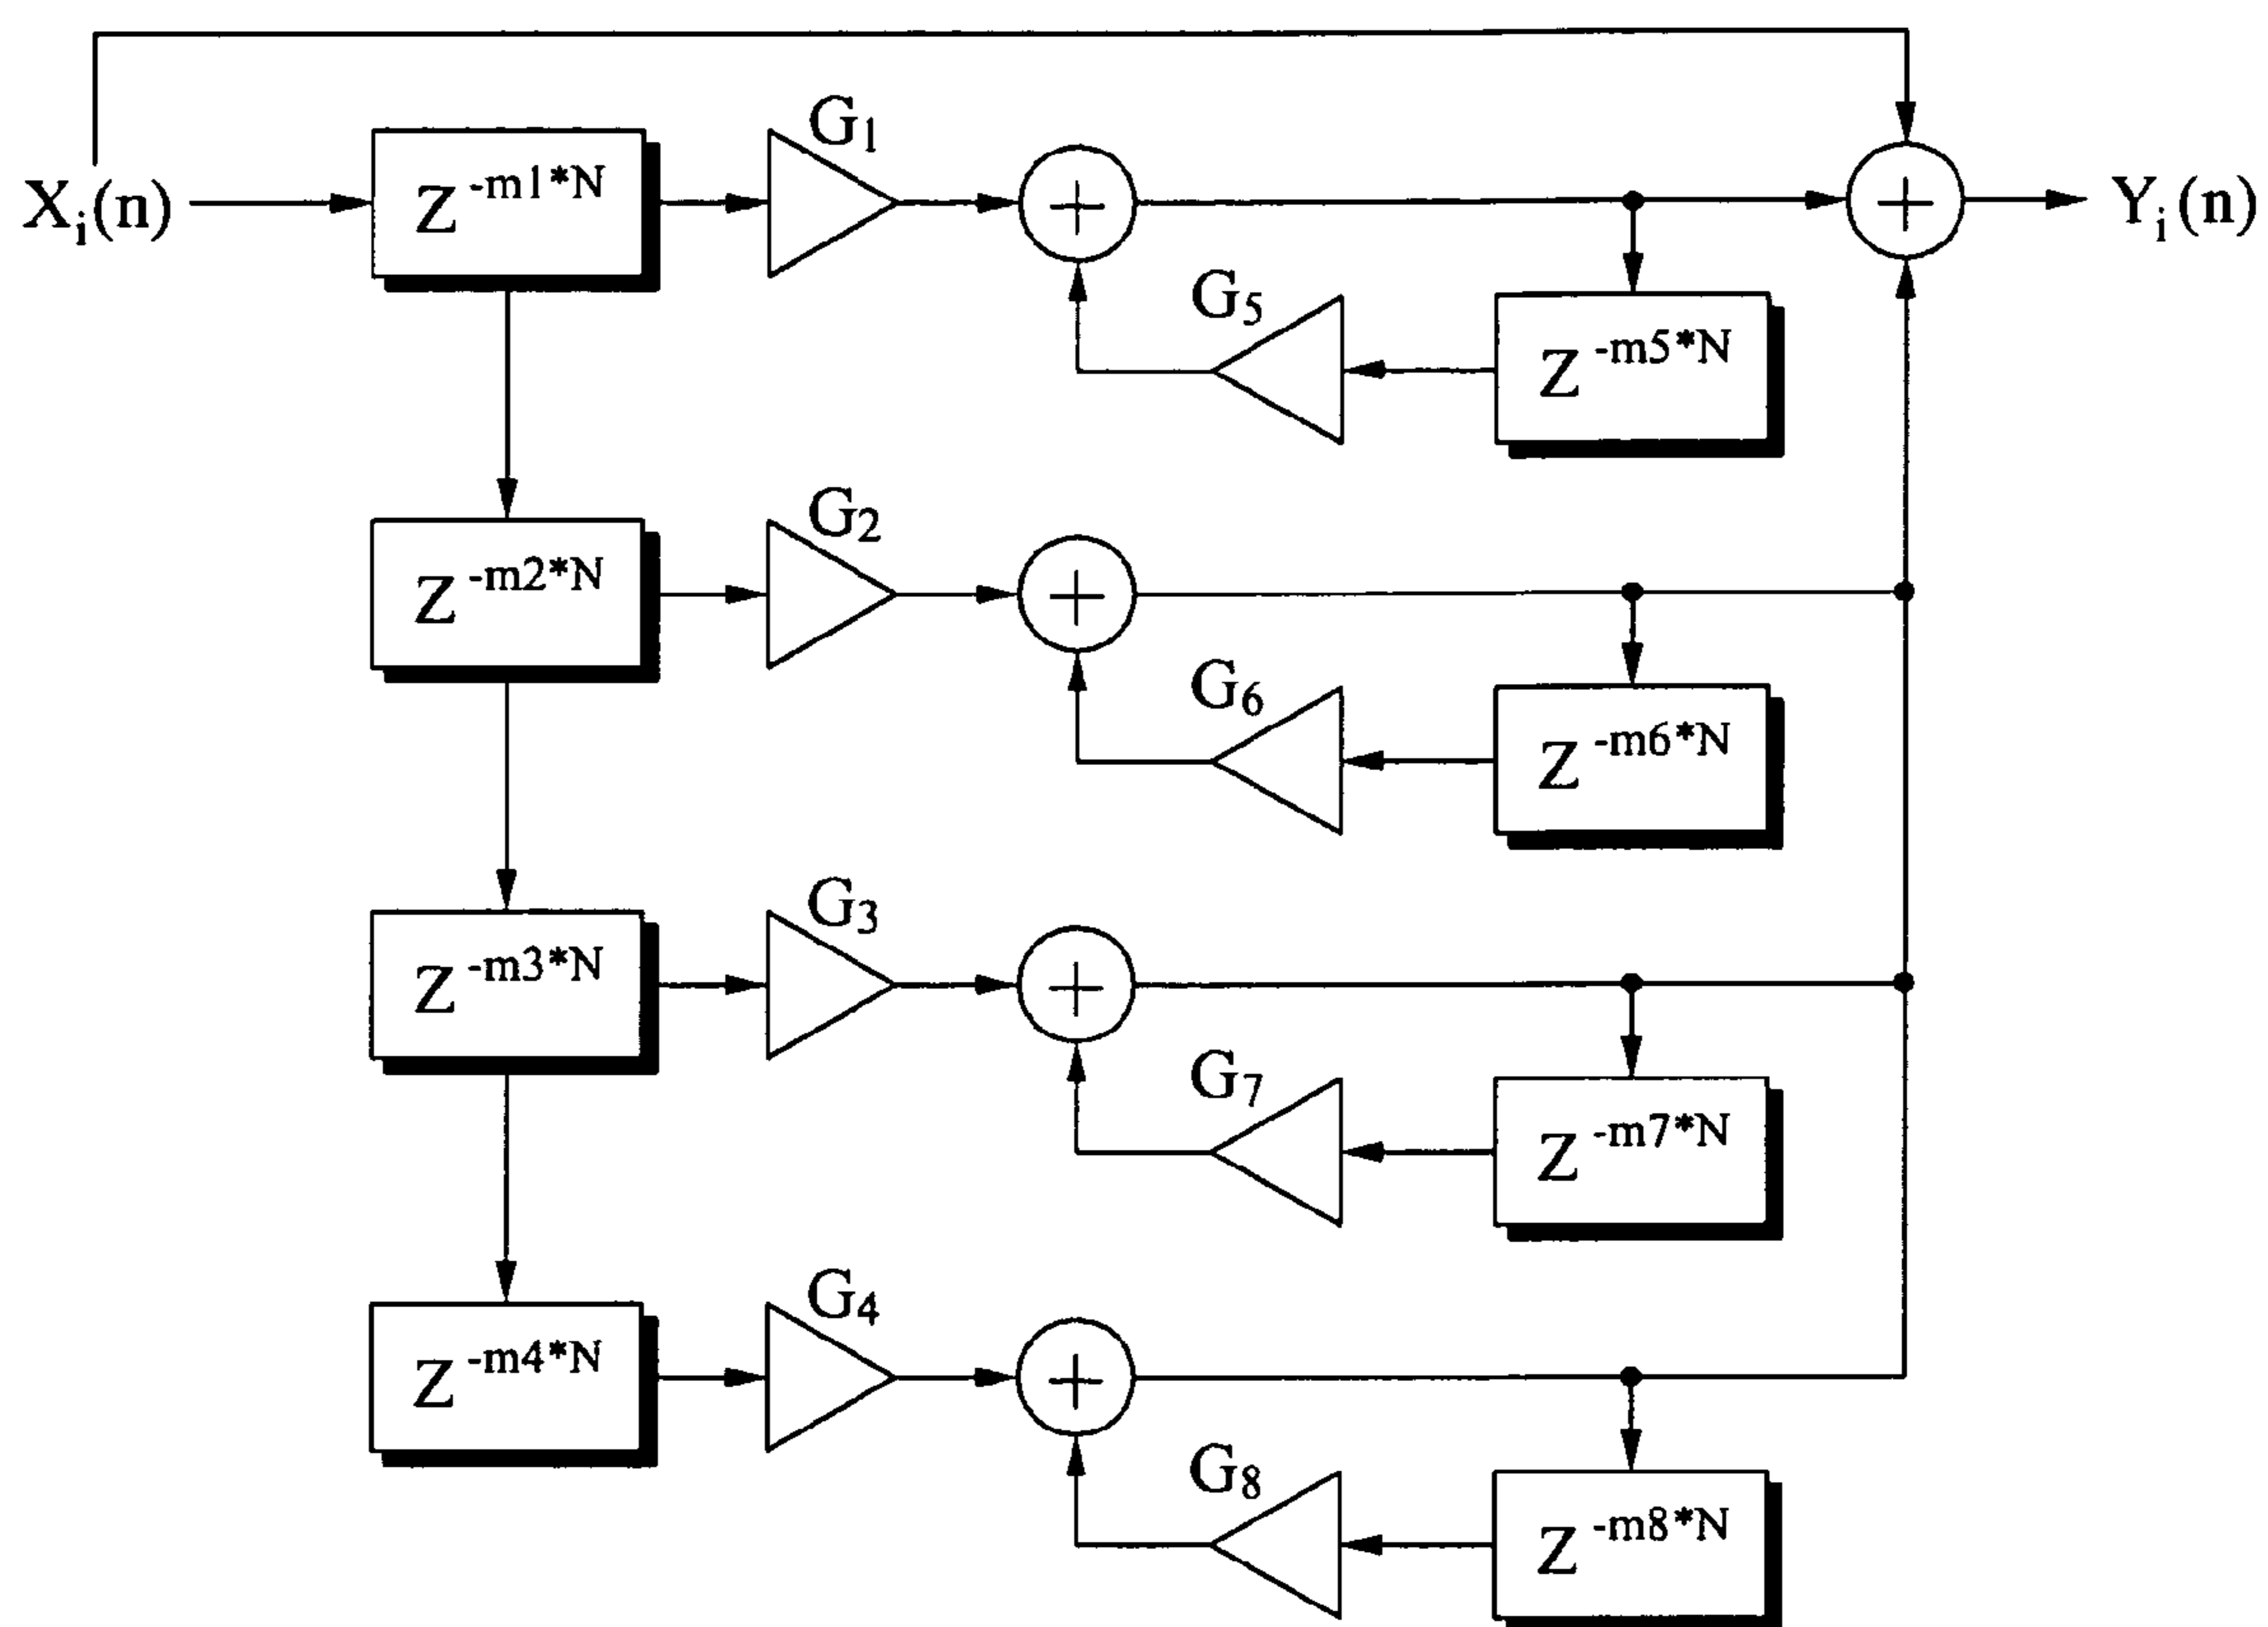 G₁
Xᵢ(n)
Z⁻ᵐ¹*ᴺ
Yᵢ(n)
G₅
Z⁻ᵐ⁵*ᴺ
G₂
Z⁻ᵐ²*ᴺ
G₆
Z⁻ᵐ⁶*ᴺ
G₃
Z⁻ᵐ³*ᴺ
G₇
Z⁻ᵐ⁷*ᴺ
G₄
Z⁻ᵐ⁴*ᴺ
G₈
Z⁻ᵐ⁸*ᴺ